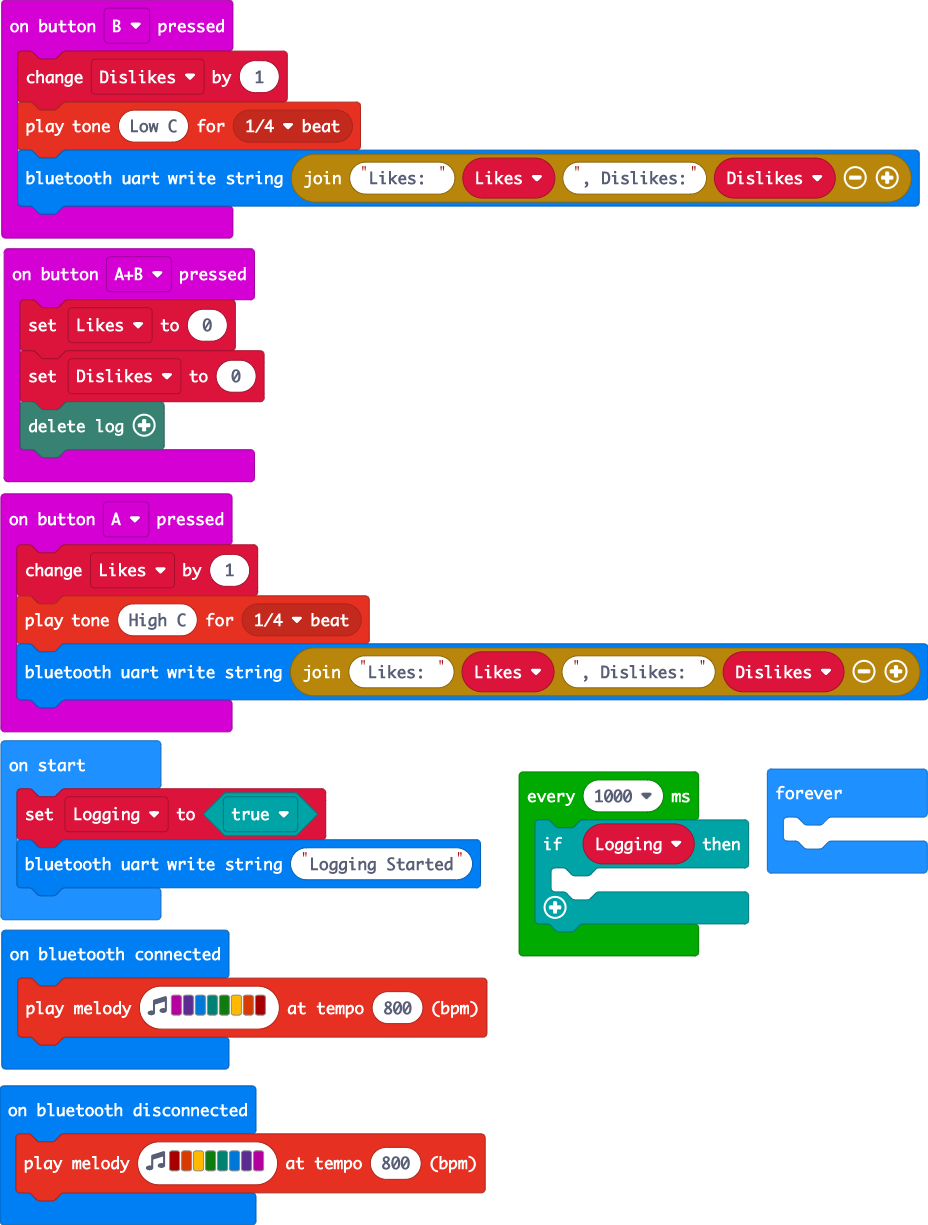 on button B pressed
change Dislikes by 1
play tone Low C for 1/4 beat
bluetooth uart write string join "Likes: " Likes ", Dislikes:" Dislikes
on button A+B pressed
set Likes to 0
set Dislikes to 0
delete log
on button A pressed
change Likes by 1
play tone High C for 1/4 beat
bluetooth uart write string join "Likes: " Likes ", Dislikes: " Dislikes
on start
set Logging to true
bluetooth uart write string "Logging Started"
every 1000 ms
if Logging then
forever
on bluetooth connected
play melody at tempo 800 (bpm)
on bluetooth disconnected
play melody at tempo 800 (bpm)